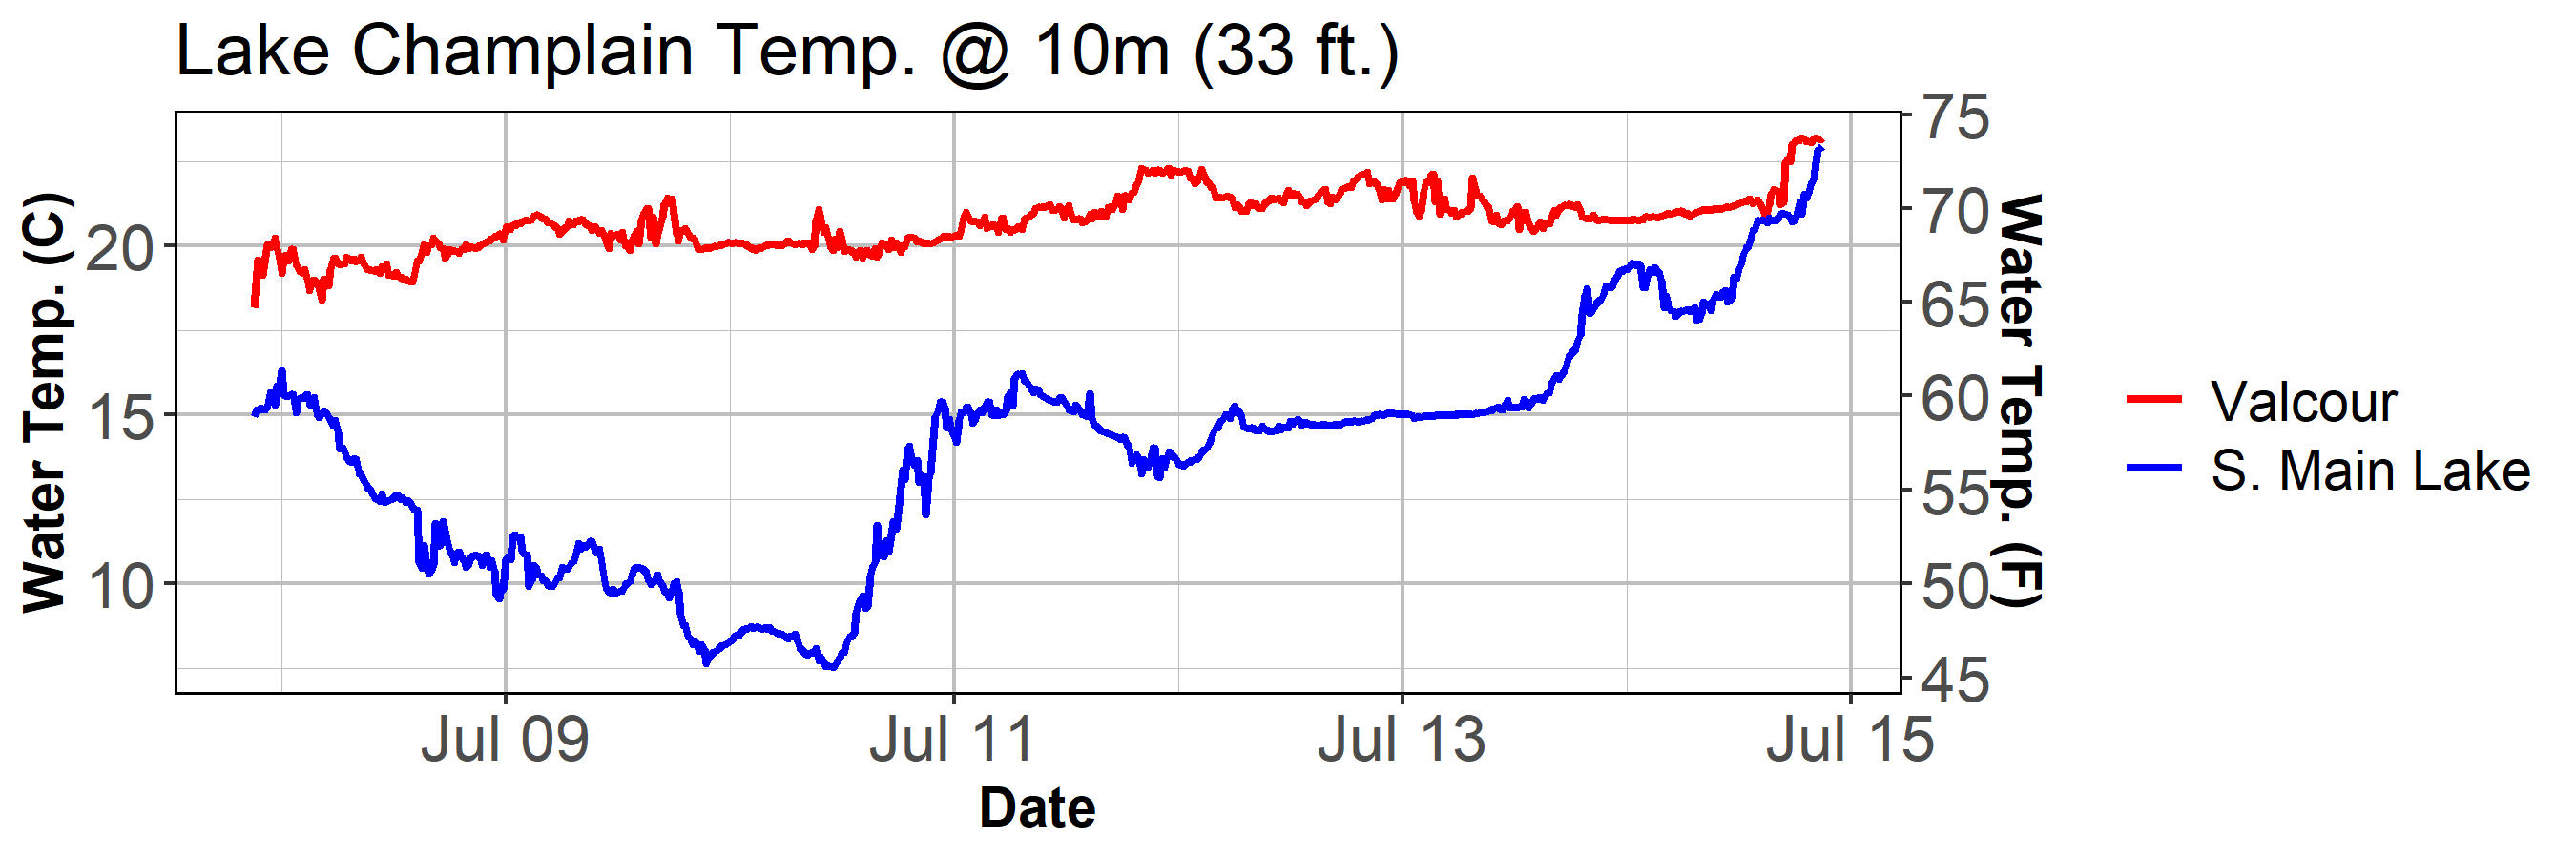 Lake Champlain Temp. @ 10m (33 ft.)
Water Temp. (C)
20
15
10
75
70
65
60
55
50
45
Water Temp. (F)
Jul 09
Jul 11
Jul 13
Jul 15
Date
Valcour
S. Main Lake